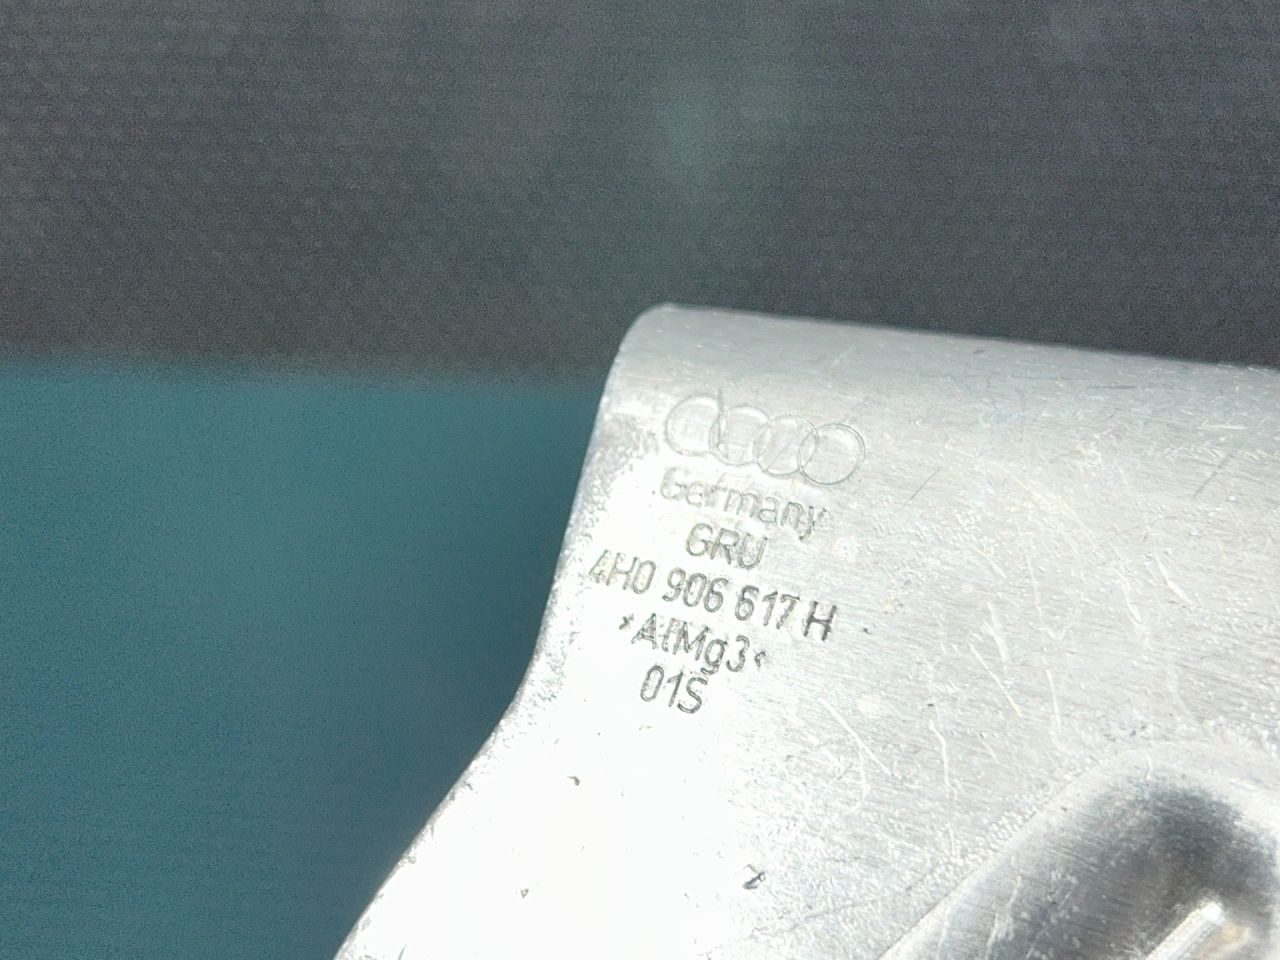 Germany
GRU
4H0 906 617 H
>AlMg3<
01S